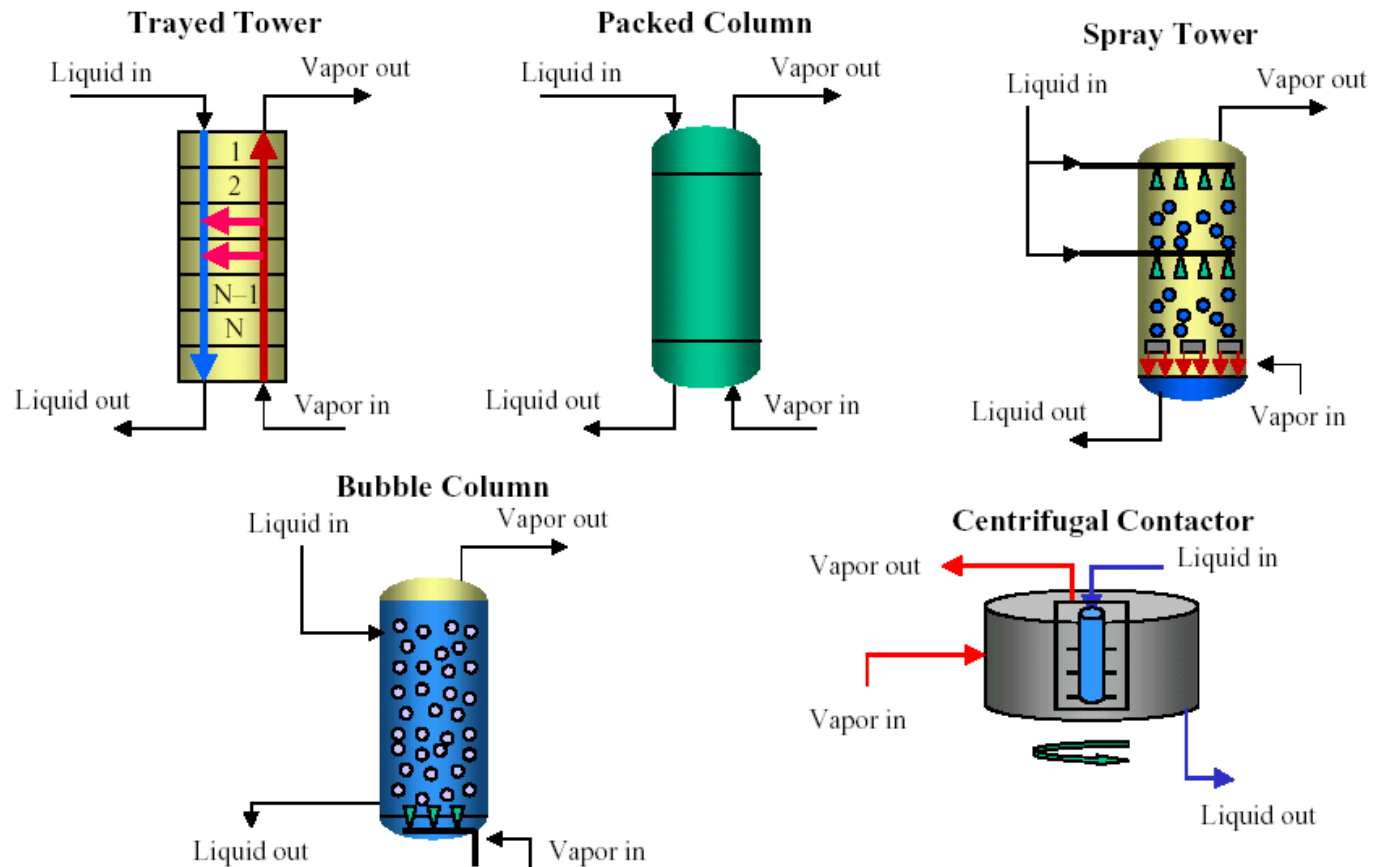 Trayed Tower
Liquid in
Vapor out
1
2
N–1
N
Liquid out
Vapor in
Packed Column
Liquid in
Vapor out
Liquid out
Vapor in
Spray Tower
Liquid in
Vapor out
Liquid out
Vapor in
Bubble Column
Liquid in
Vapor out
Liquid out
Vapor in
Centrifugal Contactor
Vapor out
Liquid in
Vapor in
Liquid out